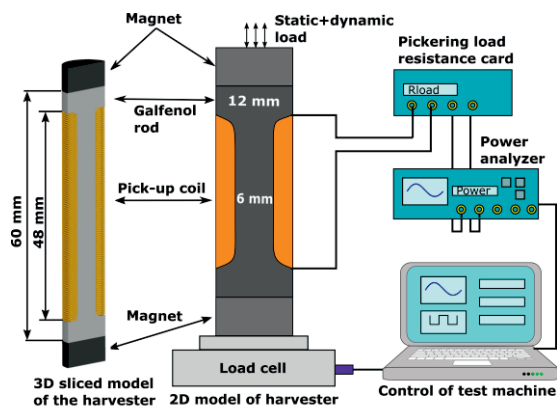 Magnet
Static+dynamic
load
Pickering load
resistance card
Rload
12 mm
Galfenol
rod
Power
analyzer
Power
Pick-up coil
6 mm
60 mm
48 mm
Magnet
Load cell
3D sliced model
of the harvester
2D model of harvester
Control of test machine